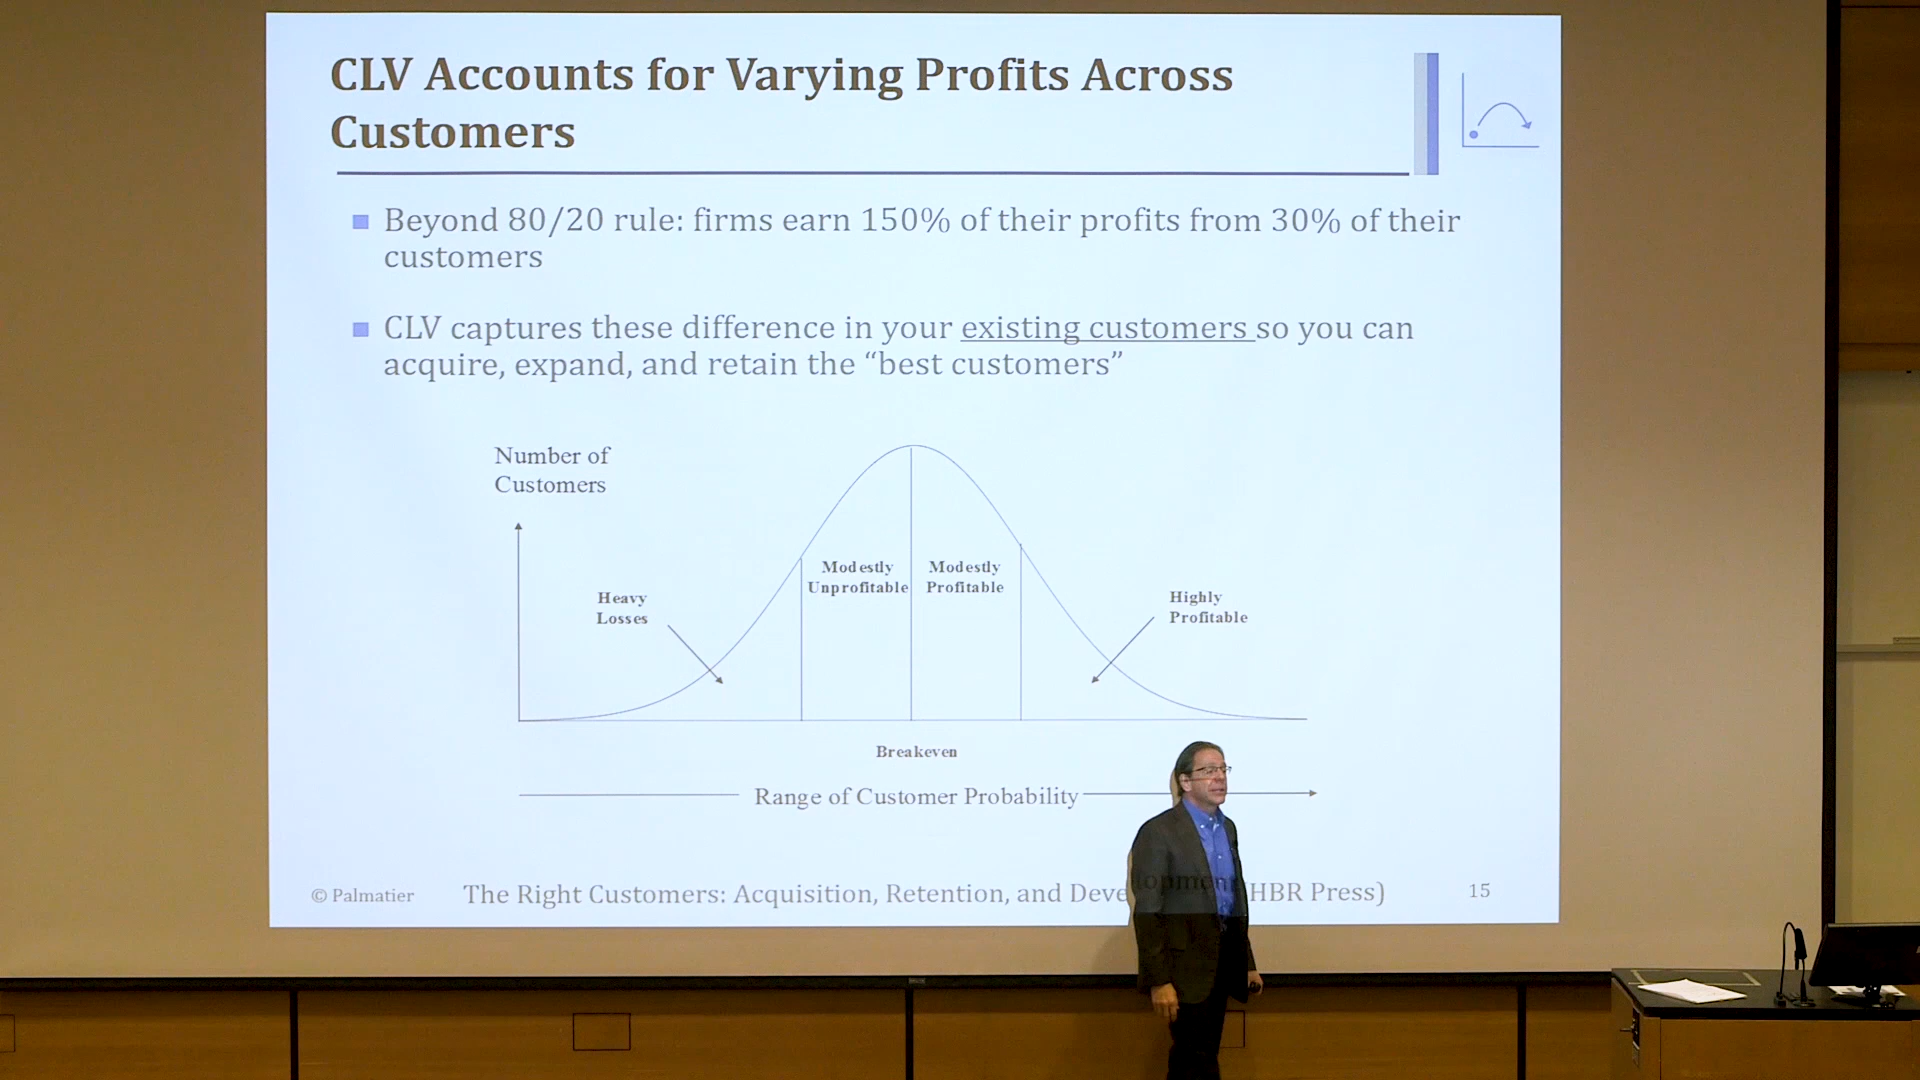 CLV Accounts for Varying Profits Across
Customers
Beyond 80/20 rule: firms earn 150% of their profits from 30% of their
customers
CLV captures these difference in your existing customers so you can
acquire, expand, and retain the “best customers”
Number of
Customers
Modestly
Unprofitable
Modestly
Profitable
Heavy
Losses
Highly
Profitable
Breakeven
Range of Customer Probability
© Palmatier
The Right Customers: Acquisition, Retention, and Development (HBR Press)
15